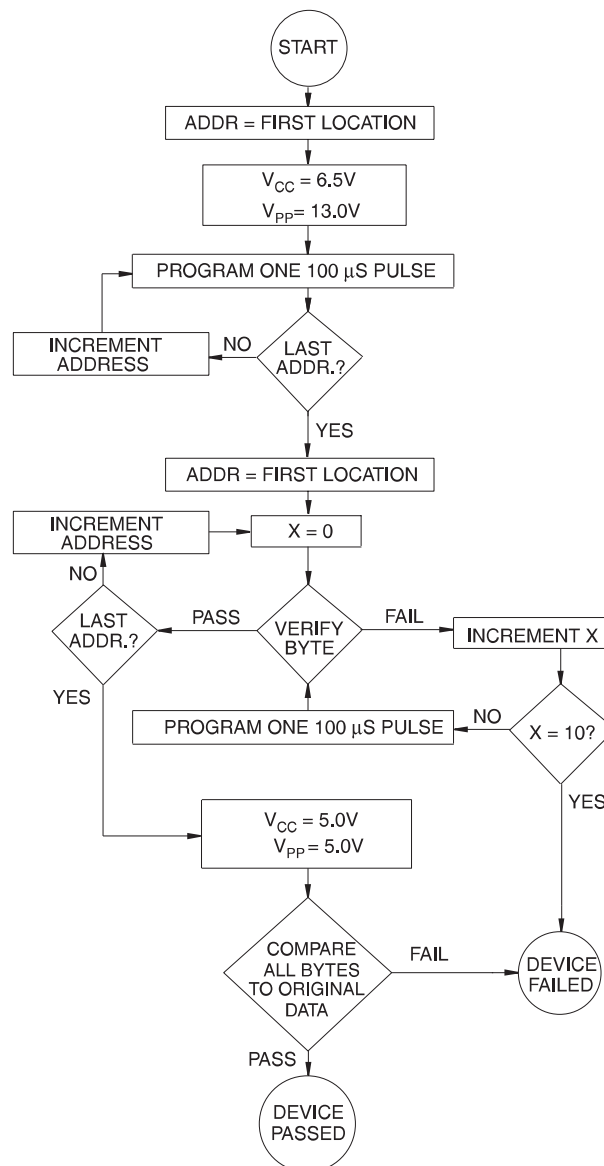 START
ADDR = FIRST LOCATION
VCC = 6.5V
VPP = 13.0V
PROGRAM ONE 100 µS PULSE
INCREMENT
ADDRESS
NO
LAST
ADDR.?
YES
ADDR = FIRST LOCATION
INCREMENT
ADDRESS
X = 0
NO
LAST
ADDR.?
PASS
VERIFY
BYTE
FAIL
INCREMENT X
YES
PROGRAM ONE 100 µS PULSE
NO
X = 10?
YES
VCC = 5.0V
VPP = 5.0V
COMPARE
ALL BYTES
TO ORIGINAL
DATA
FAIL
DEVICE
FAILED
PASS
DEVICE
PASSED